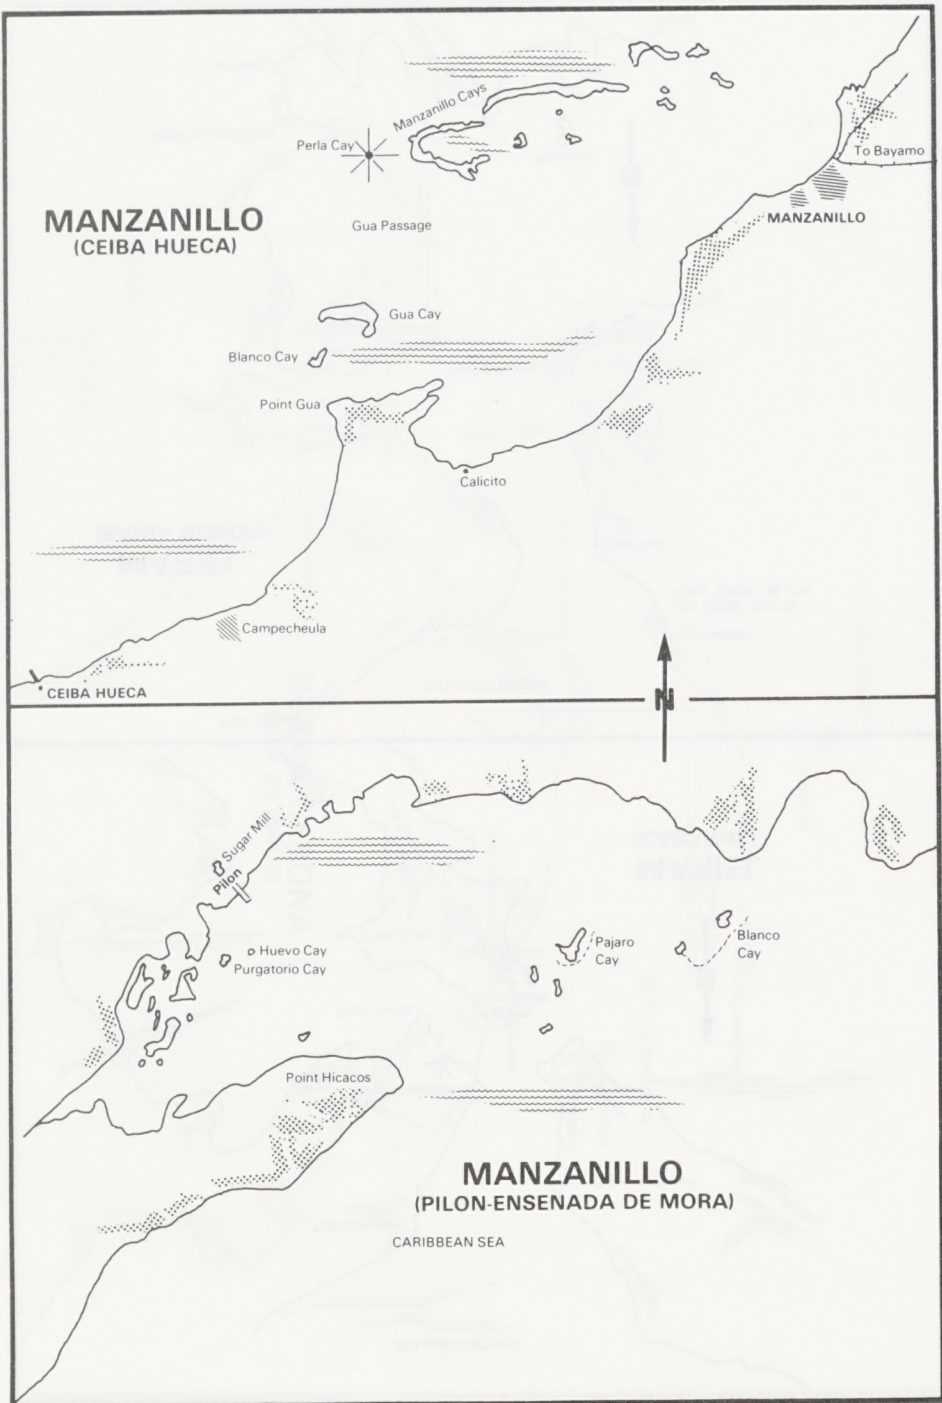 Manzanillo Cays
Perla Cay
To Bayamo
MANZANILLO
(CEIBA HUECA)
MANZANILLO
Gua Passage
Gua Cay
Blanco Cay
Point Gua
Calicito
Campecheula
CEIBA HUECA
N
Sugar Mill
Pilon
Huevo Cay
Purgatorio Cay
Pajaro
Cay
Blanco
Cay
Point Hicacos
MANZANILLO
(PILON-ENSENADA DE MORA)
CARIBBEAN SEA